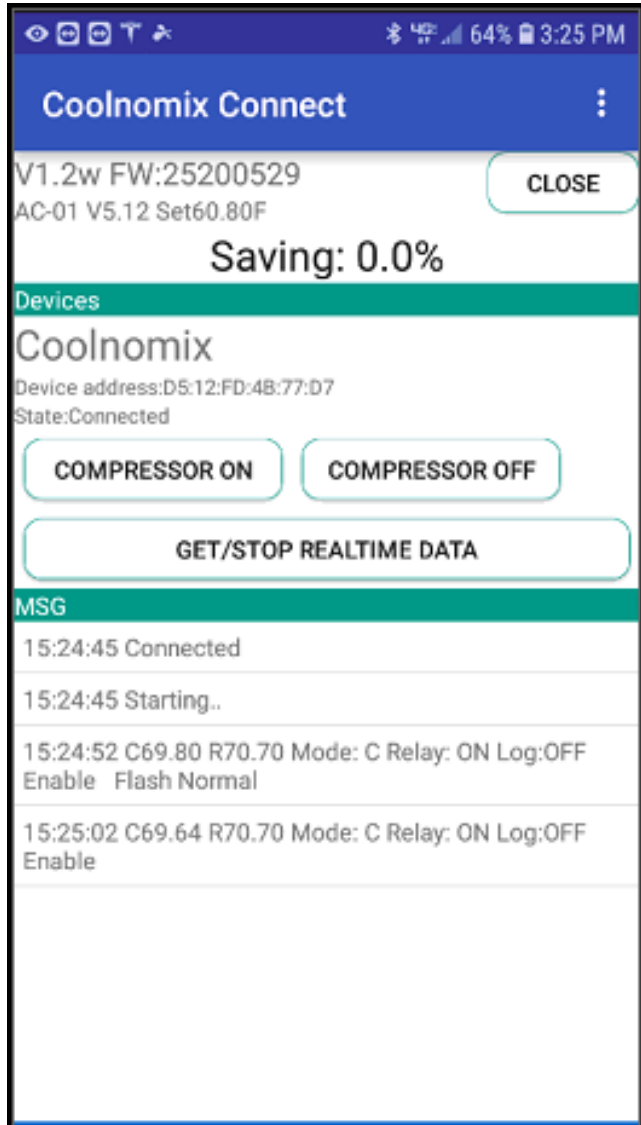 64% 3:25 PM
Coolnomix Connect
V1.2w FW:25200529
CLOSE
AC-01 V5.12 Set60.80F
Saving: 0.0%
Devices
Coolnomix
Device address:D5:12:FD:4B:77:D7
State:Connected
COMPRESSOR ON COMPRESSOR OFF
GET/STOP REALTIME DATA
MSG
15:24:45 Connected
15:24:45 Starting..
15:24:52 C69.80 R70.70 Mode: C Relay: ON Log:OFF
Enable Flash Normal
15:25:02 C69.64 R70.70 Mode: C Relay: ON Log:OFF
Enable